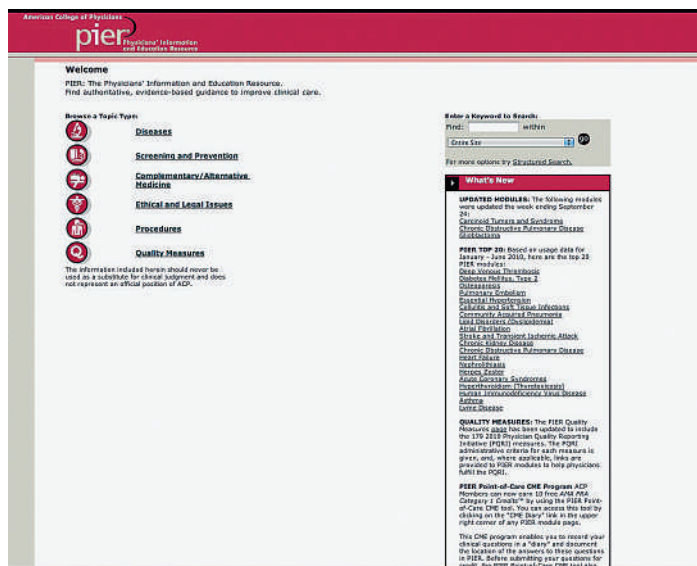 American College of Physicians
pier
Physicians' Information
and Education Resource
Welcome
PIER: The Physicians' Information and Education Resource.
Find authoritative, evidence-based guidance to improve clinical care.
Browse a Topic Type:
Diseases
Screening and Prevention
Complementary/Alternative
Medicine
Ethical and Legal Issues
Procedures
Q
Quality Measures
The information included herein should never be
used as a substitute for clinical judgment and does
not represent an official position of ACP.
Enter a Keyword to Search:
Find: within
Entire Site
go
For more options try Structured Search.
What's New
UPDATED MODULES: The following modules
were updated the week ending September
24:
Carcinoid Tumors and Syndrome
Chronic Obstructive Pulmonary Disease
Glioblastoma
PIER TOP 20: Based on usage data for
January - June 2010, here are the top 20
PIER modules:
Deep Venous Thrombosis
Diabetes Mellitus, Type 2
Osteoporosis
Pulmonary Embolism
Essential Hypertension
Cellulitis and Soft Tissue Infections
Community Acquired Pneumonia
Lipid Disorders (Dyslipidemia)
Atrial Fibrillation
Stroke and Transient Ischemic Attack
Chronic Kidney Disease
Chronic Obstructive Pulmonary Disease
Heart Failure
Nephrolithiasis
Herpes Zoster
Acute Coronary Syndromes
Hyperthyroidism (Thyrotoxicosis)
Human Immunodeficiency Virus Disease
Asthma
Lyme Disease
QUALITY MEASURES: The PIER Quality
Measures page has been updated to include
the 179 2010 Physician Quality Reporting
Initiative (PQRI) measures. The PQRI
administrative criteria for each measure is
given, and, where applicable, links are
provided to PIER modules to help physicians
fulfill the PQRI.
PIER Point-of-Care CME Program ACP
Members can now earn 10 free AMA PRA
Category 1 Credits™ by using the PIER Point-
of-Care CME tool. You can access this tool by
clicking on the "CME Diary" link in the upper
right corner of any PIER module page.
This CME program enables you to record your
clinical questions in a "diary" and document
the location of the answers to these questions
in PIER. Before submitting your questions for